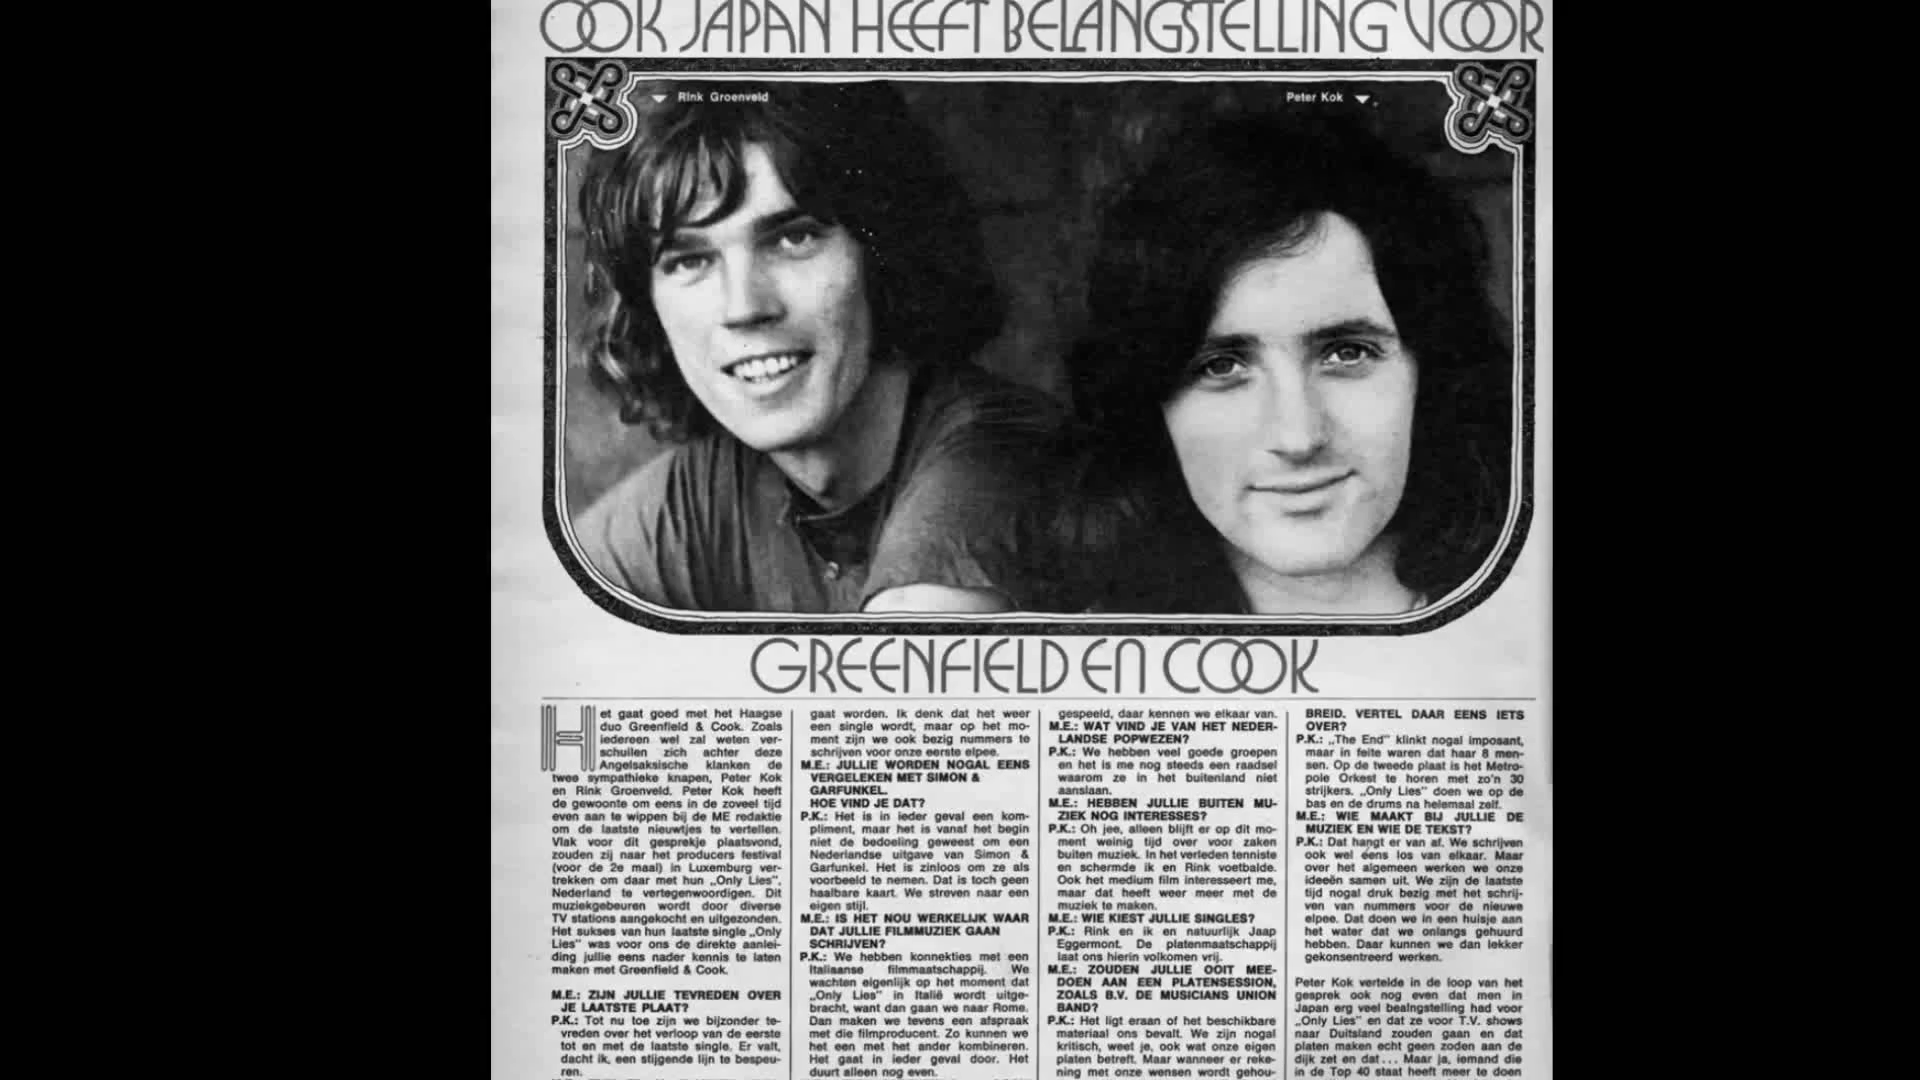 OOK JAPAN HEEFT BELANGSTELLING VOOR
Rink Groenveld
Peter Kok
GREENFIELD EN COOK
Het gaat goed met het Haagse
duo Greenfield & Cook. Zoals
iedereen wel zal weten ver-
schuilen zich achter deze
Angelsaksische klanken de
twee sympathieke knapen, Peter Kok
en Rink Groenveld. Peter Kok heeft
de gewoonte om eens in de zoveel tijd
even aan te wippen bij de ME redaktie
om de laatste nieuwtjes te vertellen.
Vlak voor dit gesprekje plaatsvond,
zouden zij naar het producers festival
(voor de 2e maal) in Luxemburg ver-
trekken om daar met hun „Only Lies”.
Nederland te vertegenwoordigen. Dit
muziekgebeuren wordt door diverse
TV stations aangekocht en uitgezonden.
Het sukses van hun laatste single „Only
Lies” was voor ons de direkte aanlei-
ding jullie eens nader kennis te laten
maken met Greenfield & Cook.
M.E.: ZIJN JULLIE TEVREDEN OVER
JE LAATSTE PLAAT?
P.K.: Tot nu toe zijn we bijzonder te-
vreden over het verloop van de eerste
tot en met de laatste single. Er valt,
dacht ik, een stijgende lijn te bespeu-
ren.
gaat worden. Ik denk dat het weer
een single wordt, maar op het mo-
ment zijn we ook bezig nummers te
schrijven voor onze eerste elpee.
M.E.: JULLIE WORDEN NOGAL EENS
VERGELEKEN MET SIMON &
GARFUNKEL.
HOE VIND JE DAT?
P.K.: Het is in ieder geval een kom-
pliment, maar het is vanaf het begin
niet de bedoeling geweest om een
Nederlandse uitgave van Simon &
Garfunkel. Het is zinloos om ze als
voorbeeld te nemen. Dat is toch geen
haalbare kaart. We streven naar een
eigen stijl.
M.E.: IS HET NOU WERKELIJK WAAR
DAT JULLIE FILMMUZIEK GAAN
SCHRIJVEN?
P.K.: We hebben konnekties met een
Italiaanse filmmaatschappij. We
wachten eigenlijk op het moment dat
„Only Lies” in Italië wordt uitge-
bracht, want dan gaan we naar Rome.
Dan maken we tevens een afspraak
met die filmproducent. Zo kunnen we
het een met het ander kombineren.
Het gaat in ieder geval door. Het
duurt alleen nog even.
gespeeld, daar kennen we elkaar van.
M.E.: WAT VIND JE VAN HET NEDER-
LANDSE POPWEZEN?
P.K.: We hebben veel goede groepen
en het is me nog steeds een raadsel
waarom ze in het buitenland niet
aanslaan.
M.E.: HEBBEN JULLIE BUITEN MU-
ZIEK NOG INTERESSES?
P.K.: Oh jee, alleen blijft er op dit mo-
ment weinig tijd over voor zaken
buiten muziek. In het verleden tenniste
en schermde ik en Rink voetbalde.
Ook het medium film interesseert me,
maar dat heeft weer meer met de
muziek te maken.
M.E.: WIE KIEST JULLIE SINGLES?
P.K.: Rink en ik en natuurlijk Jaap
Eggermont. De platenmaatschappij
laat ons hierin volkomen vrij.
M.E.: ZOUDEN JULLIE OOIT MEE-
DOEN AAN EEN PLATENSESSION,
ZOALS B.V. DE MUSICIANS UNION
BAND?
P.K.: Het ligt eraan of het beschikbare
materiaal ons bevalt. We zijn nogal
kritisch, weet je, ook wat onze eigen
platen betreft. Maar wanneer er reke-
ning met onze wensen wordt gehou-
BREID. VERTEL DAAR EENS IETS
OVER?
P.K.: „The End” klinkt nogal imposant,
maar in feite waren dat haar 8 men-
sen. Op de tweede plaat is het Metro-
pole Orkest te horen met zo'n 30
strijkers. „Only Lies” doen we op de
bas en de drums na helemaal zelf.
M.E.: WIE MAAKT BIJ JULLIE DE
MUZIEK EN WIE DE TEKST?
P.K.: Dat hangt er van af. We schrijven
ook wel eens los van elkaar. Maar
over het algemeen werken we onze
ideeën samen uit. We zijn de laatste
tijd nogal druk bezig met het schrij-
ven van nummers voor de nieuwe
elpee. Dat doen we in een huisje aan
het water dat we onlangs gehuurd
hebben. Daar kunnen we dan lekker
gekonsentreerd werken.
Peter Kok vertelde in de loop van het
gesprek ook nog even dat men in
Japan erg veel bealngstelling had voor
„Only Lies” en dat ze voor T.V. shows
naar Duitsland zouden gaan en dat
platen maken echt geen zoden aan de
dijk zet en dat... Maar ja, iemand die
in de Top 40 staat heeft meer te doen